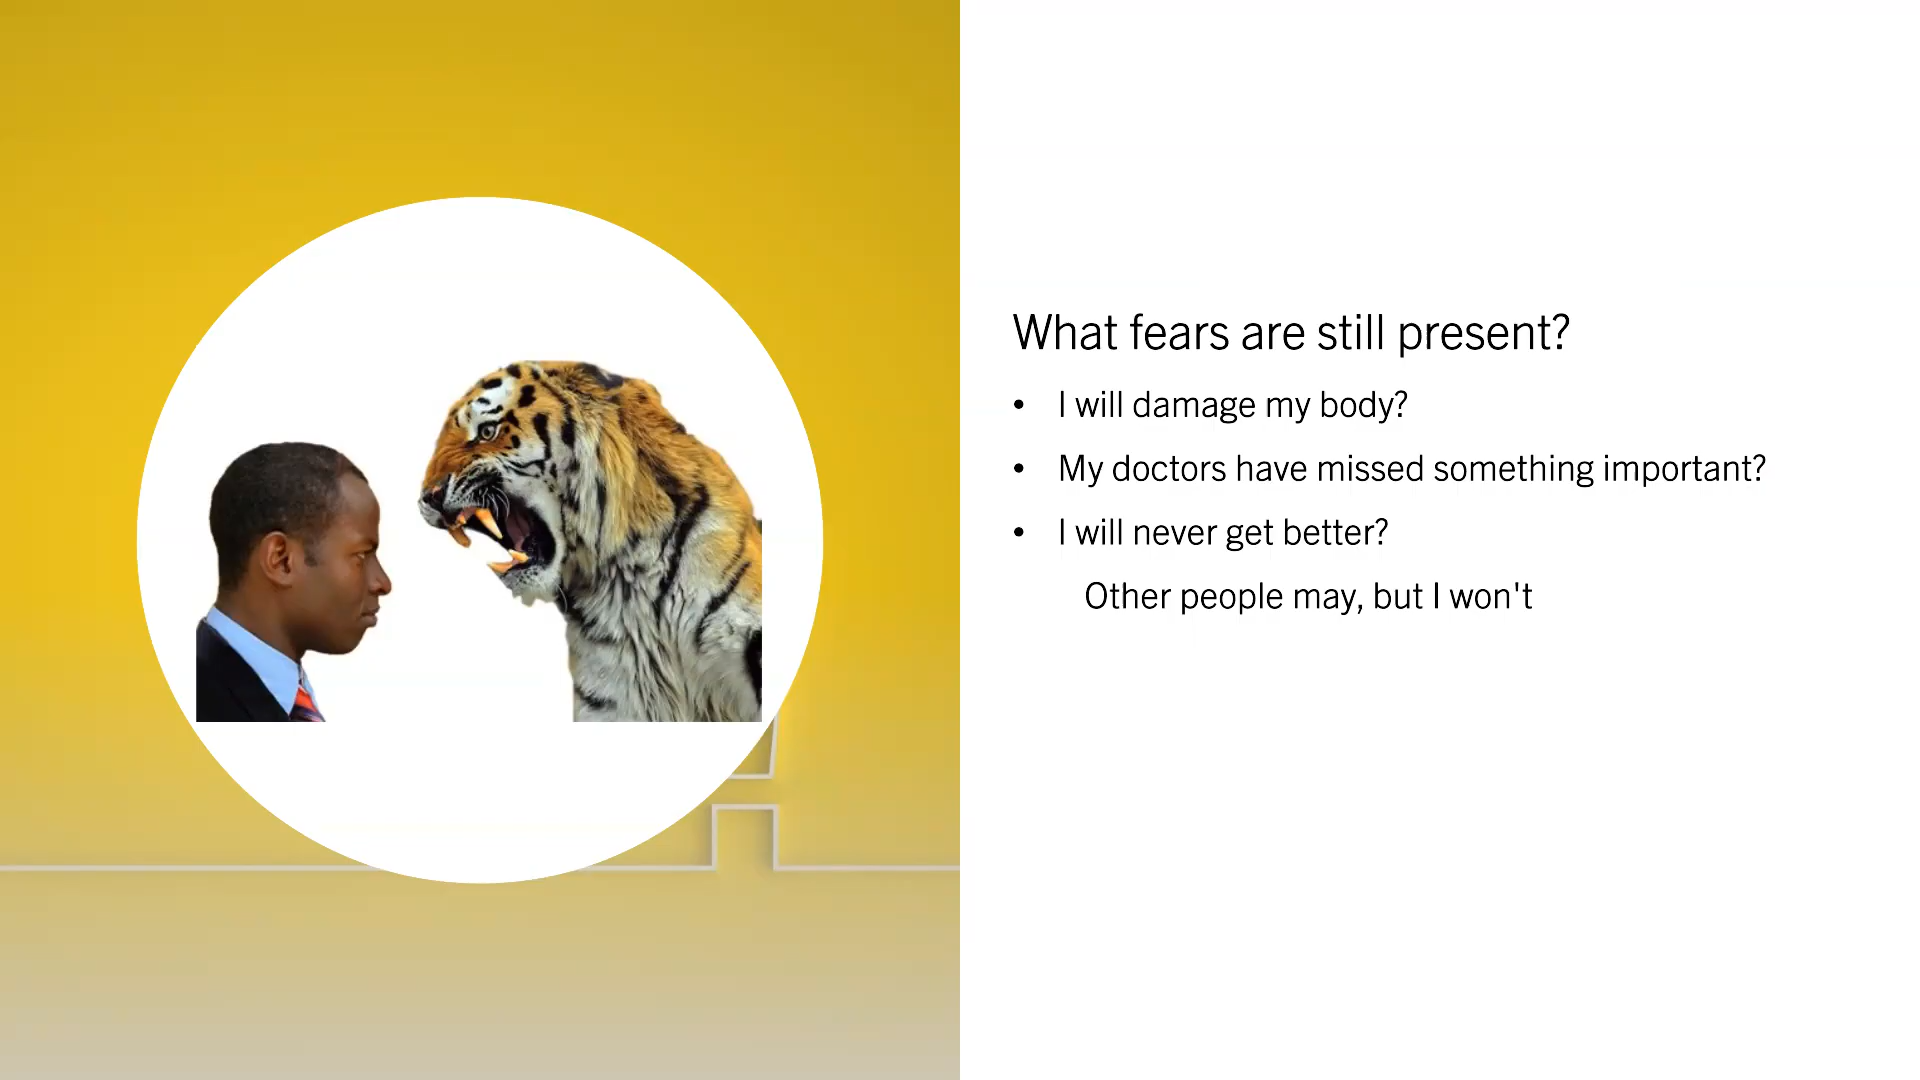 What fears are still present?
• I will damage my body?
• My doctors have missed something important?
• I will never get better?
Other people may, but I won't